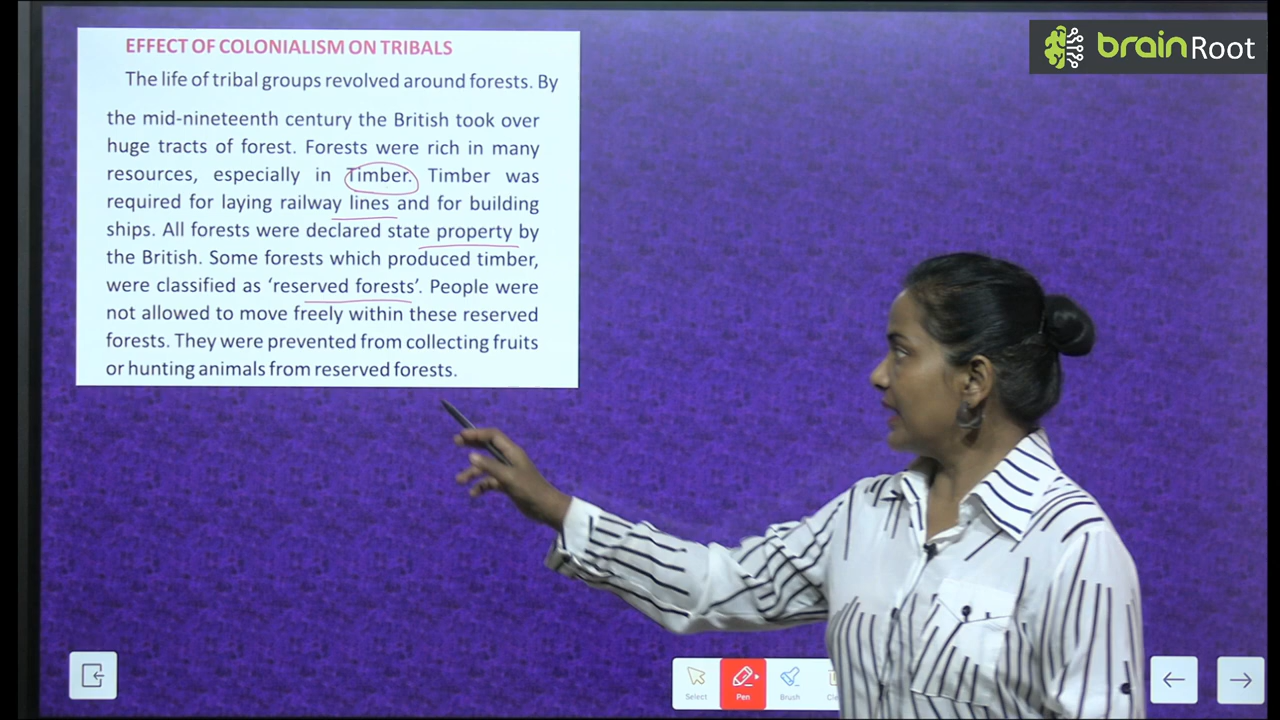 EFFECT OF COLONIALISM ON TRIBALS
The life of tribal groups revolved around forests. By
the mid-nineteenth century the British took over
huge tracts of forest. Forests were rich in many
resources, especially in Timber. Timber was
required for laying railway lines and for building
ships. All forests were declared state property by
the British. Some forests which produced timber,
were classified as ‘reserved forests’. People were
not allowed to move freely within these reserved
forests. They were prevented from collecting fruits
or hunting animals from reserved forests.
brain Root
Select
Pen
Brush